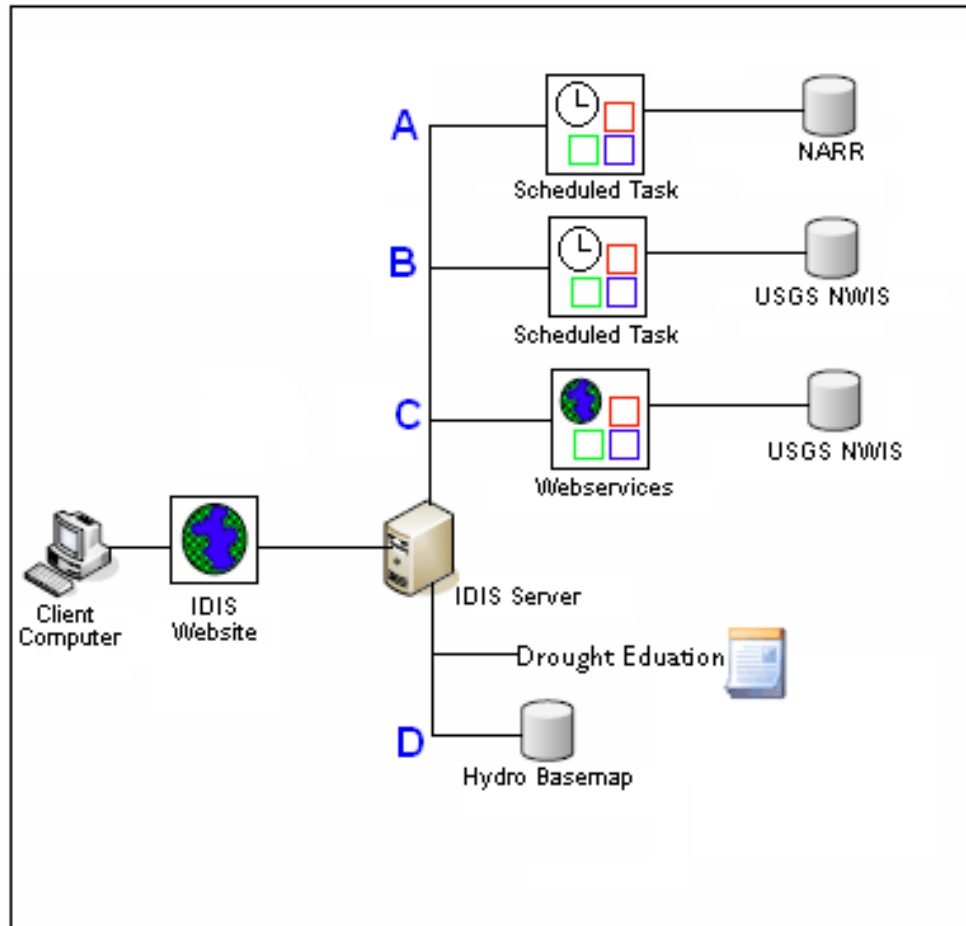 A
Scheduled Task
NARR
B
Scheduled Task
USGS NWIS
C
Webservices
USGS NWIS
Client
Computer
IDIS
Website
IDIS Server
Drought Eduation
D
Hydro Basemap